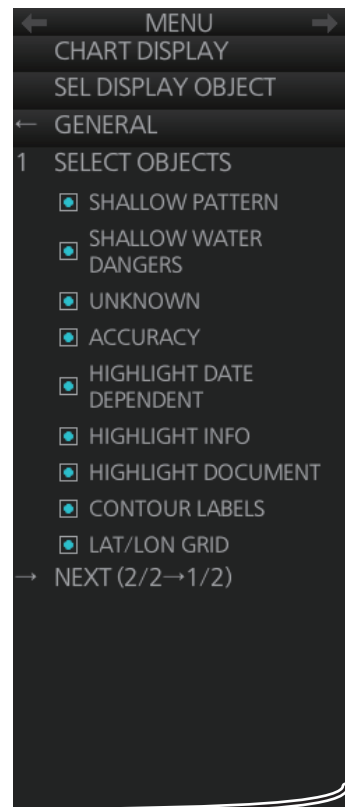 ← MENU →
CHART DISPLAY
SEL DISPLAY OBJECT
← GENERAL
1 SELECT OBJECTS
SHALLOW PATTERN
SHALLOW WATER
DANGERS
UNKNOWN
ACCURACY
HIGHLIGHT DATE
DEPENDENT
HIGHLIGHT INFO
HIGHLIGHT DOCUMENT
CONTOUR LABELS
LAT/LON GRID
→ NEXT (2/2→1/2)